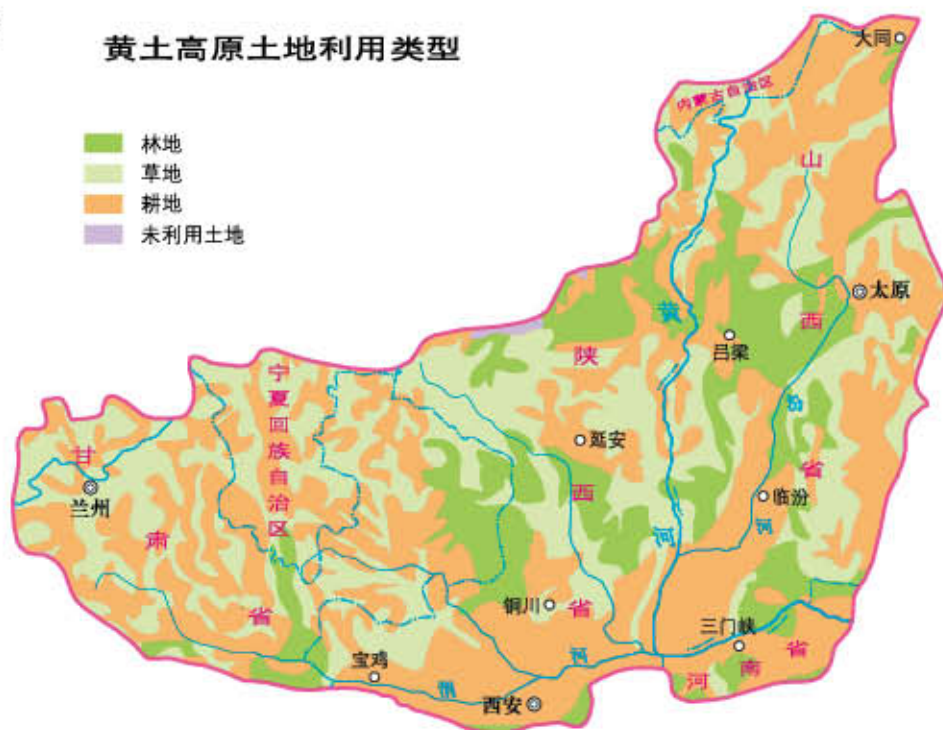 黄土高原土地利用类型
林地
草地
耕地
未利用土地
大同
内蒙古自治区
山西省
太原
吕梁
黄河
汾河
陕西省
延安
临汾
宁夏回族自治区
甘肃省
兰州
铜川
三门峡
河南省
宝鸡
渭河
西安